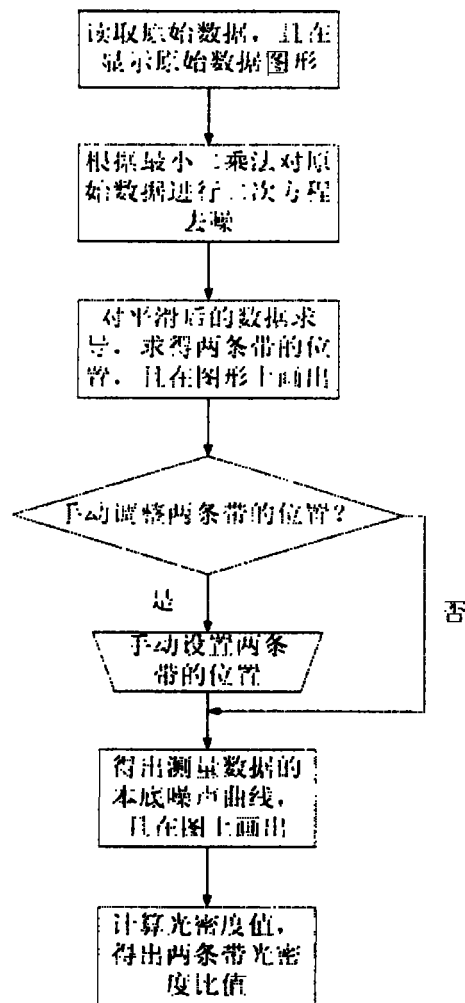 读取原始数据，且在
显示原始数据图形
根据最小二乘法对原
始数据进行二次方程
去噪
对平滑后的数据求
导，求得两条带的位
置，且在图形上画出
手动调整两条带的位置？
是
否
手动设置两条
带的位置
得出测量数据的
本底噪声曲线，
且在图上画出
计算光密度值，
得出两条带光密
度比值